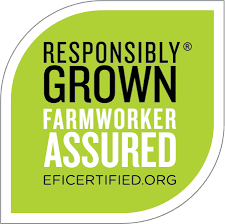 RESPONSIBLY®
GROWN
FARMWORKER
ASSURED
EFICERTIFIED.ORG